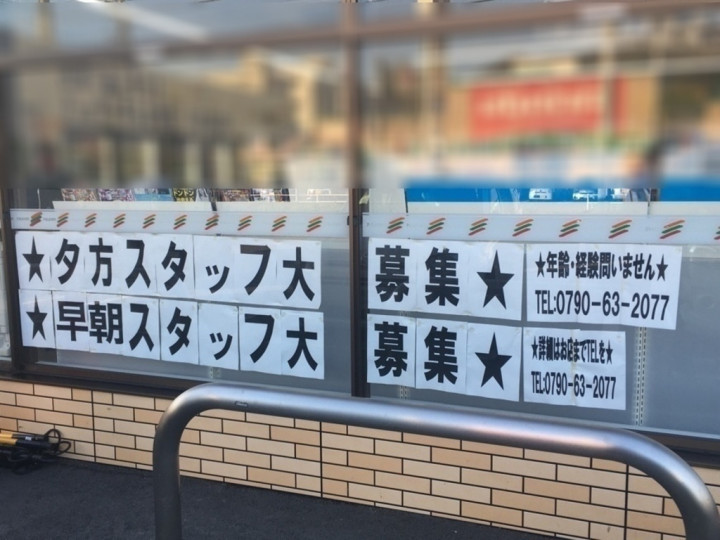 ★夕方スタッフ大募集★
★早朝スタッフ大募集★
★年齢・経験問いません★
TEL:0790-63-2077
★詳細はお店までTELを★
TEL:0790-63-2077